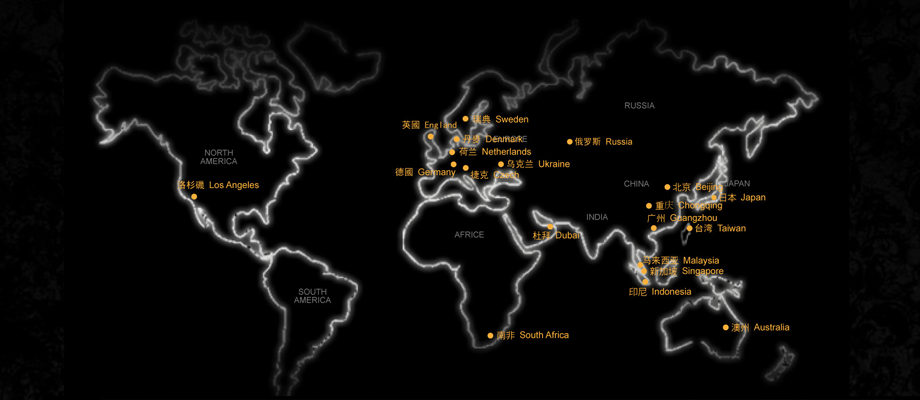 RUSSIA
瑞典 Sweden
英國 England
丹麥 Denmark
EUROPE
俄罗斯 Russia
荷兰 Netherlands
NORTH
AMERICA
乌克兰 Ukraine
德國 Germany
捷克 Czech
洛杉磯 Los Angeles
CHINA
北京 Beijing
JAPAN
日本 Japan
重庆 Chongqing
INDIA
广州 Guangzhou
台湾 Taiwan
AFRICE
杜拜 Dubai
马来西亚 Malaysia
新加坡 Singapore
SOUTH
AMERICA
印尼 Indonesia
澳州 Australia
南非 South Africa